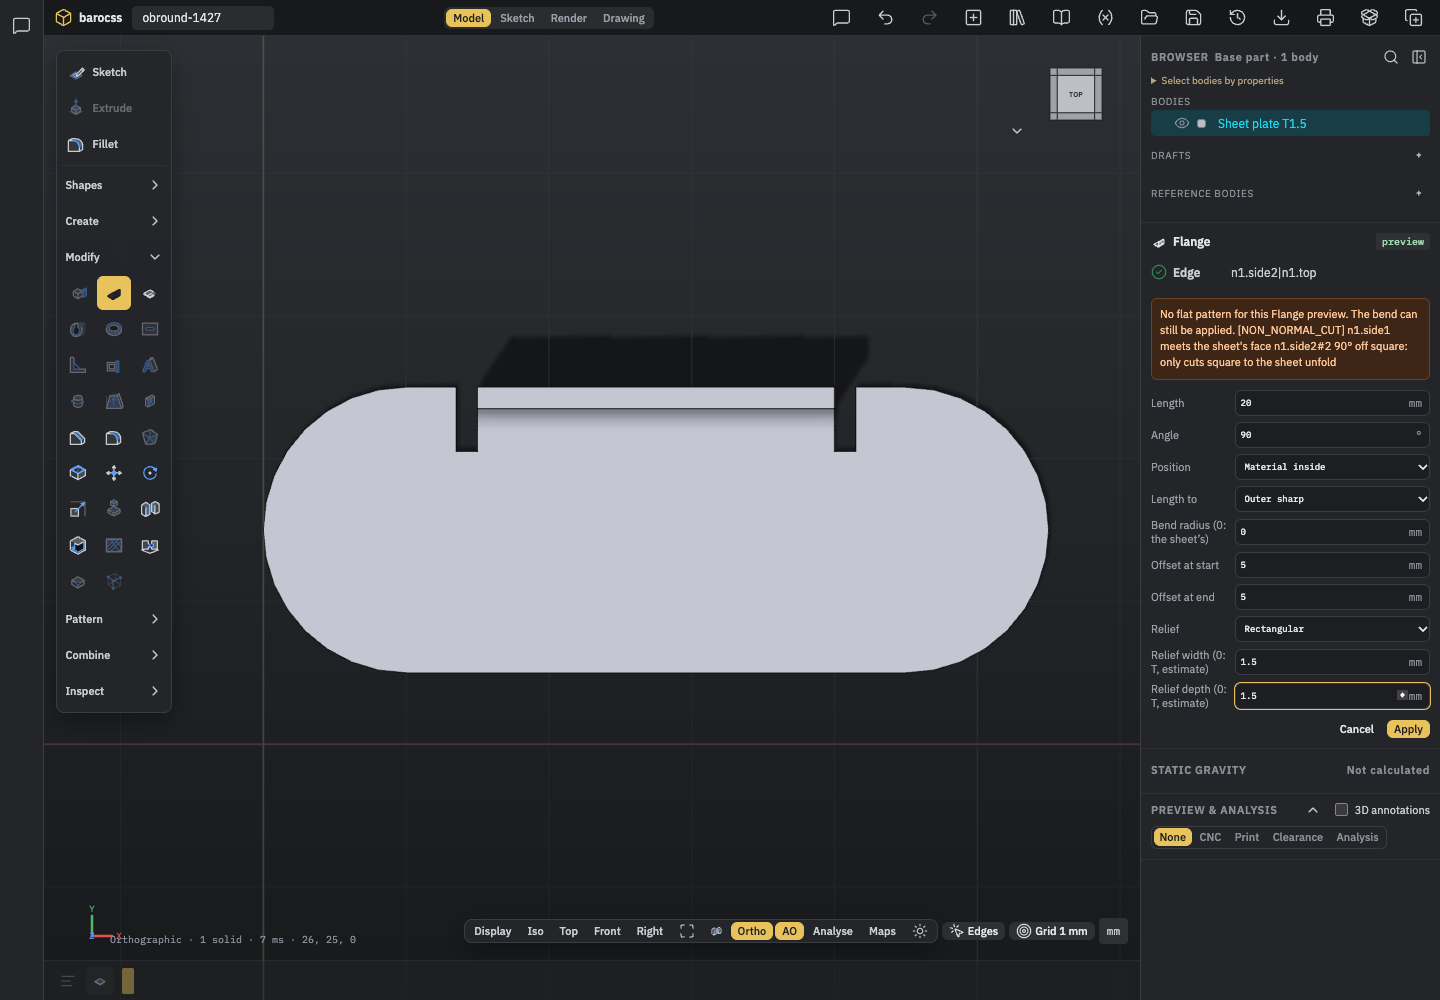 barocss
obround-1427
Model
Sketch
Render
Drawing
Sketch
Extrude
Fillet
Shapes
Create
Modify
Pattern
Combine
Inspect
TOP
Y
X
Z
Orthographic · 1 solid · 7 ms · 26, 25, 0
Display
Iso
Top
Front
Right
Ortho
AO
Analyse
Maps
Edges
Grid 1 mm
mm
BROWSER Base part · 1 body
Select bodies by properties
BODIES
Sheet plate T1.5
DRAFTS
+
REFERENCE BODIES
+
Flange
preview
Edge
n1.side2|n1.top
No flat pattern for this Flange preview. The bend can
still be applied. [NON_NORMAL_CUT] n1.side1
meets the sheet's face n1.side2#2 90° off square:
only cuts square to the sheet unfold
Length
20
mm
Angle
90
°
Position
Material inside
Length to
Outer sharp
Bend radius (0:
the sheet's)
0
mm
Offset at start
5
mm
Offset at end
5
mm
Relief
Rectangular
Relief width (0:
T, estimate)
1.5
mm
Relief depth (0:
T, estimate)
1.5
mm
Cancel
Apply
STATIC GRAVITY
Not calculated
PREVIEW & ANALYSIS
3D annotations
None
CNC
Print
Clearance
Analysis